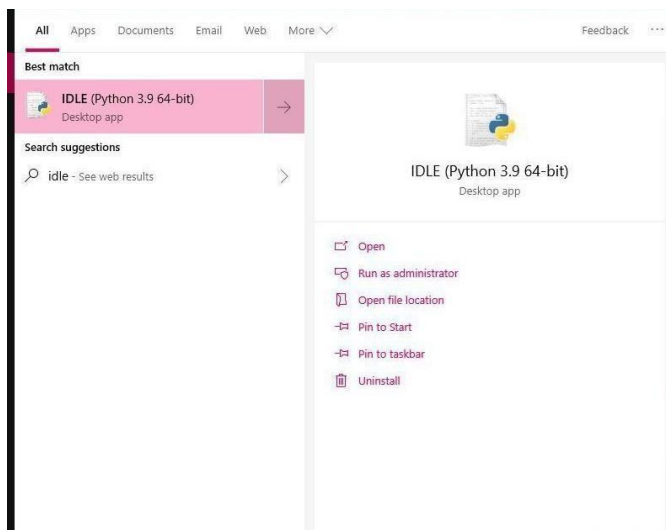 All Apps Documents Email Web More Feedback ...
Best match
IDLE (Python 3.9 64-bit)
Desktop app
Search suggestions
idle - See web results
IDLE (Python 3.9 64-bit)
Desktop app
Open
Run as administrator
Open file location
Pin to Start
Pin to taskbar
Uninstall